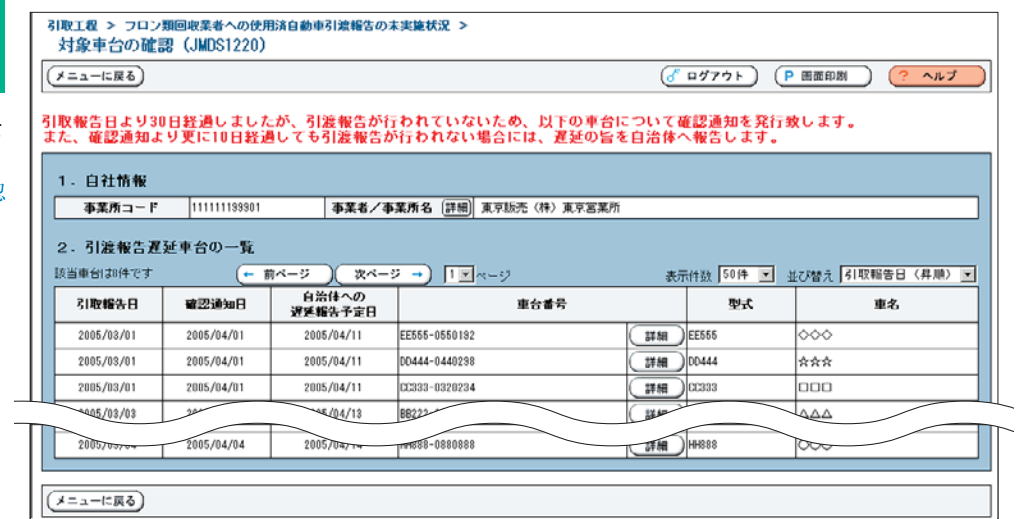 引取工程 > フロン類回収業者への使用済自動車引渡報告の未実施状況 >
対象車台の確認 (JMDS1220)
メニューに戻る ログアウト P 画面印刷 ? ヘルプ
引取報告日より30日経過しましたが、引渡報告が行われていないため、以下の車台について確認通知を発行致します。
また、確認通知より更に10日経過しても引渡報告が行われない場合には、遅延の旨を自治体へ報告します。
1. 自社情報
事業所コード 111111199901 事業者/事業所名 詳細 東京販売(株)東京営業所
2. 引渡報告遅延車台の一覧
該当車台は8件です ← 前ページ 次ページ → 1 ページ 表示件数 50件 並び替え 引取報告日(昇順)
引取報告日 確認通知日 自治体への 車台番号 型式 車名
遅延報告予定日
2005/03/01 2005/04/01 2005/04/11 EE555-0550192 詳細 EE555 ◇◇◇
2005/03/01 2005/04/01 2005/04/11 DD444-0440298 詳細 DD444 ☆☆☆
2005/03/01 2005/04/01 2005/04/11 CC333-0320234 詳細 CC333 □□□
2005/03/03 /04/13 BB222 詳細 △△△
2005/04/04 HH888-0880888 詳細 HH888
メニューに戻る